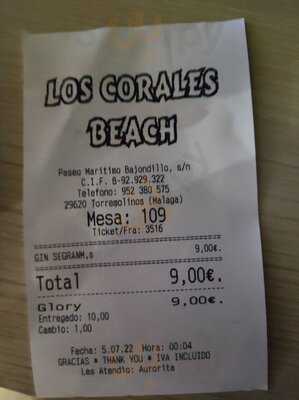 LOS CORALES
BEACH
Paseo Maritimo Bajondillo, s/n
C.I.F. B-92.929.322
Telefono: 952 380 575
29620 Torremolinos (Malaga)
Mesa: 109
Ticket/Fra: 3516
GIN SEGRANM,s 9,00€.
Total 9,00€.
Glory 9,00€.
Entregado: 10,00
Cambio: 1,00
Fecha: 5.07.22 Hora: 00:04
GRACIAS * THANK YOU * IVA INCLUIDO
Les Atendio: Aurorita